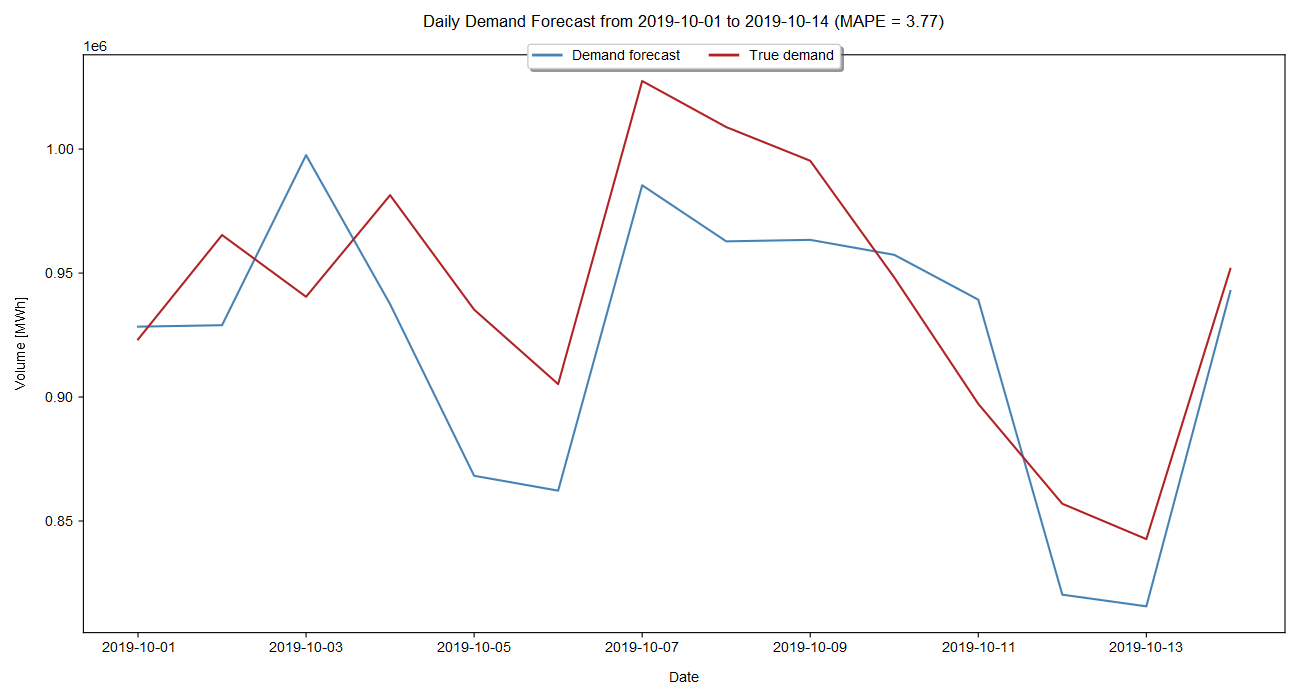 Daily Demand Forecast from 2019-10-01 to 2019-10-14 (MAPE = 3.77)
1e6
Demand forecast True demand
1.00
0.95
0.90
0.85
Volume [MWh]
2019-10-01 2019-10-03 2019-10-05 2019-10-07 2019-10-09 2019-10-11 2019-10-13
Date